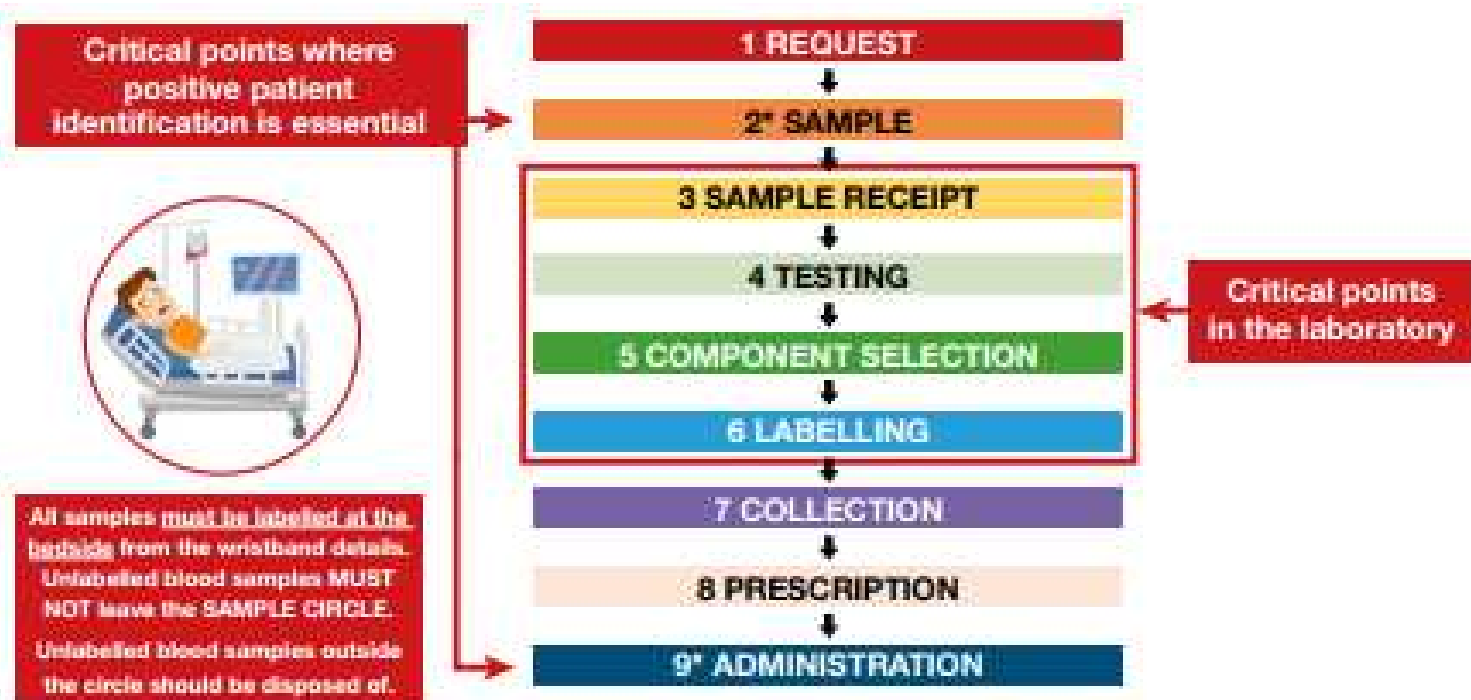 Critical points where
positive patient
identification is essential
1 REQUEST
2* SAMPLE
3 SAMPLE RECEIPT
4 TESTING
5 COMPONENT SELECTION
6 LABELLING
7 COLLECTION
8 PRESCRIPTION
9* ADMINISTRATION
Critical points
in the laboratory
All samples must be labelled at the
bedside from the wristband details.
Unlabelled blood samples MUST
NOT leave the SAMPLE CIRCLE.
Unlabelled blood samples outside
the circle should be disposed of.